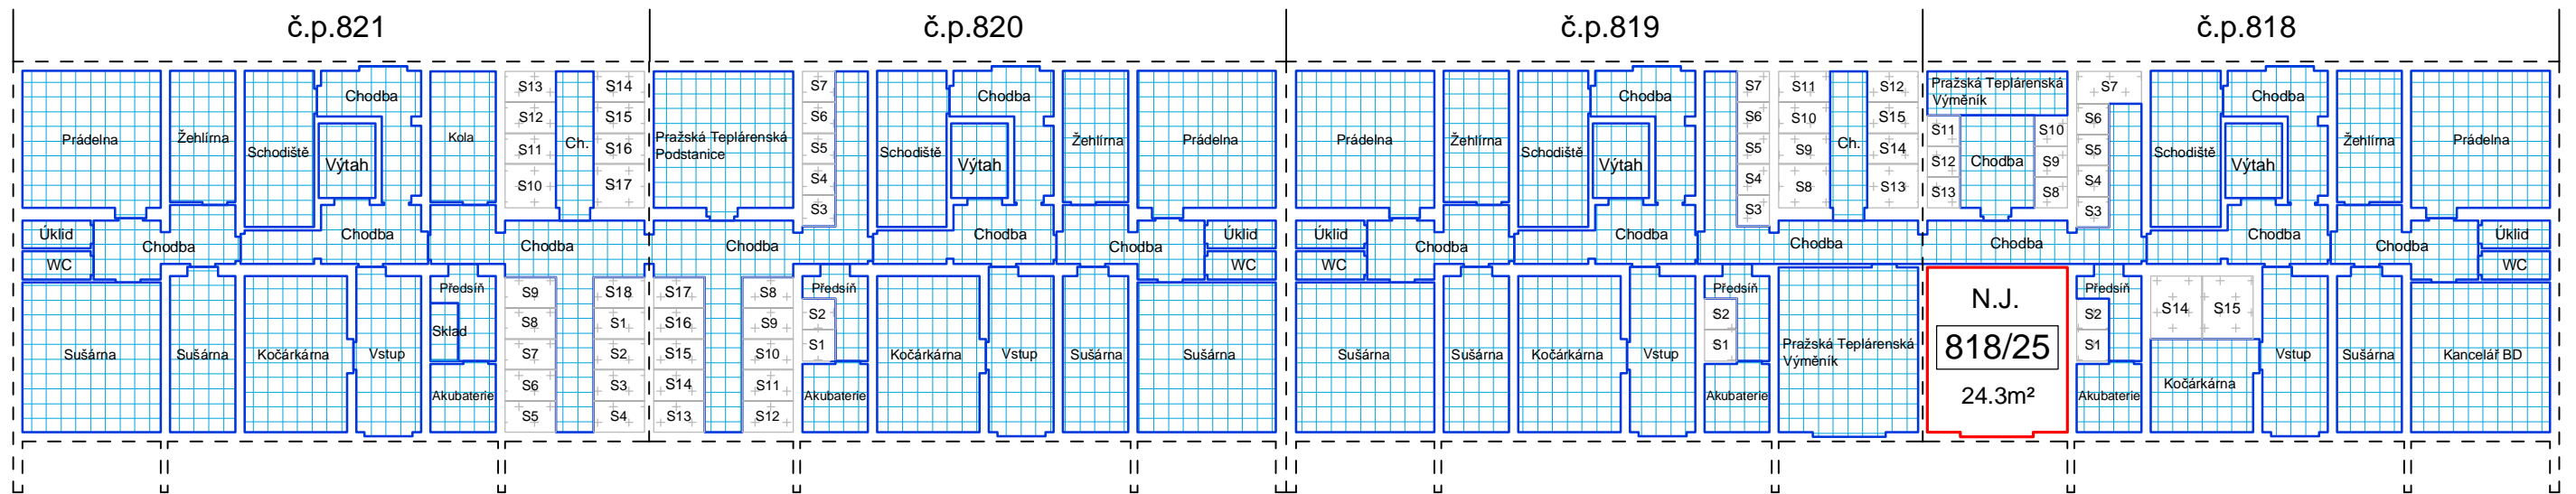 č.p.821
č.p.820
č.p.819
č.p.818
Prádelna
Žehlírna
Schodiště
Chodba
Výtah
Kola
S13
S12
S11
S10
Ch.
S14
S15
S16
S17
Úklid
WC
Chodba
Chodba
Chodba
Sušárna
Sušárna
Kočárkárna
Vstup
Předsíň
Sklad
Akubaterie
S9
S8
S7
S6
S5
S18
S1
S2
S3
S4
Pražská Teplárenská
Podstanice
S7
S6
S5
S4
S3
Schodiště
Chodba
Výtah
Žehlírna
Prádelna
Chodba
Chodba
Chodba
Úklid
WC
S17
S16
S15
S14
S13
S8
S9
S10
S11
S12
Předsíň
S2
S1
Akubaterie
Kočárkárna
Vstup
Sušárna
Sušárna
Prádelna
Žehlírna
Schodiště
Chodba
Výtah
S7
S6
S5
S4
S3
S11
S10
S9
S8
Ch.
S12
S15
S14
S13
Úklid
WC
Chodba
Chodba
Chodba
Sušárna
Sušárna
Kočárkárna
Vstup
Předsíň
S2
S1
Akubaterie
Pražská Teplárenská
Výměník
Pražská Teplárenská
Výměník
S11
S12
S13
Chodba
S10
S9
S8
S7
S6
S5
S4
S3
Schodiště
Chodba
Výtah
Žehlírna
Prádelna
Chodba
Chodba
Chodba
Úklid
WC
N.J.
818/25
24.3m²
Předsíň
S2
S1
Akubaterie
S14
S15
Kočárkárna
Vstup
Sušárna
Kancelář BD